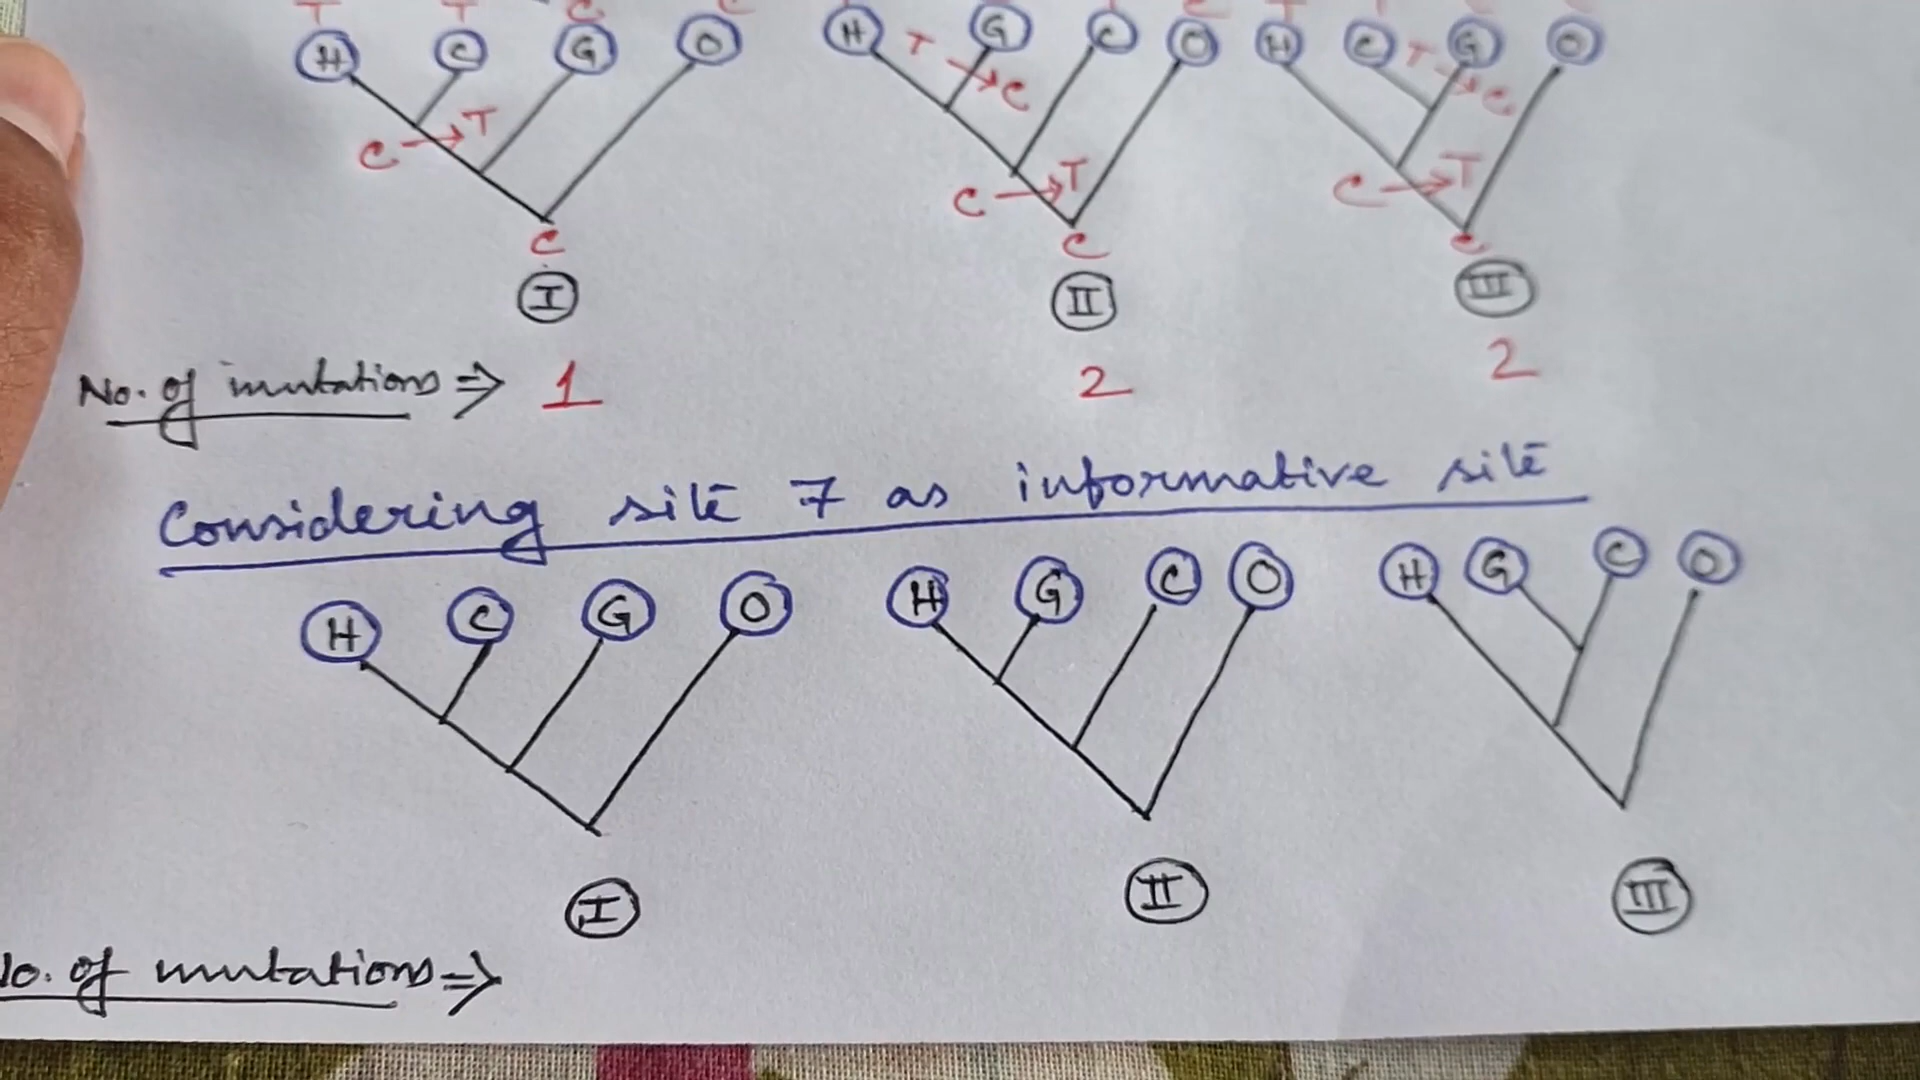 T T C C T
H C G O H G C O H C G O
T → C T → C
C → T C → T C → T
C C C
I II III
No. of mutations ⇒ 1 2 2
Considering site 7 as informative site
H C G O H G C O H G C O
I II III
No. of mutations ⇒